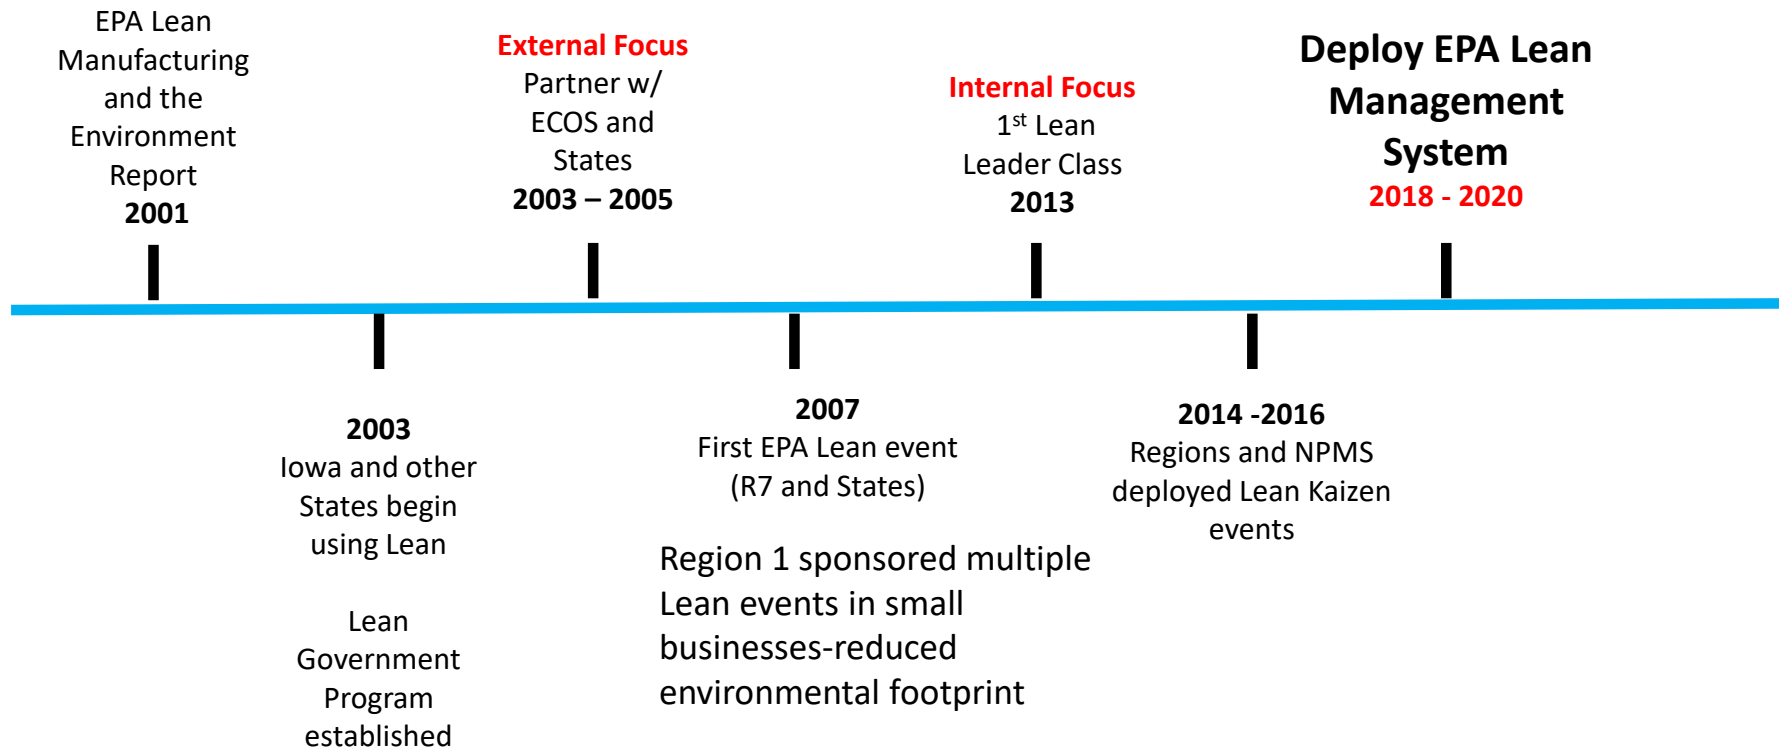 EPA Lean
Manufacturing
and the
Environment
Report
2001
External Focus
Partner w/
ECOS and
States
2003 – 2005
Internal Focus
1st Lean
Leader Class
2013
Deploy EPA Lean
Management
System
2018 - 2020
2003
Iowa and other
States begin
using Lean
Lean
Government
Program
established
2007
First EPA Lean event
(R7 and States)
Region 1 sponsored multiple
Lean events in small
businesses-reduced
environmental footprint
2014 -2016
Regions and NPMS
deployed Lean Kaizen
events